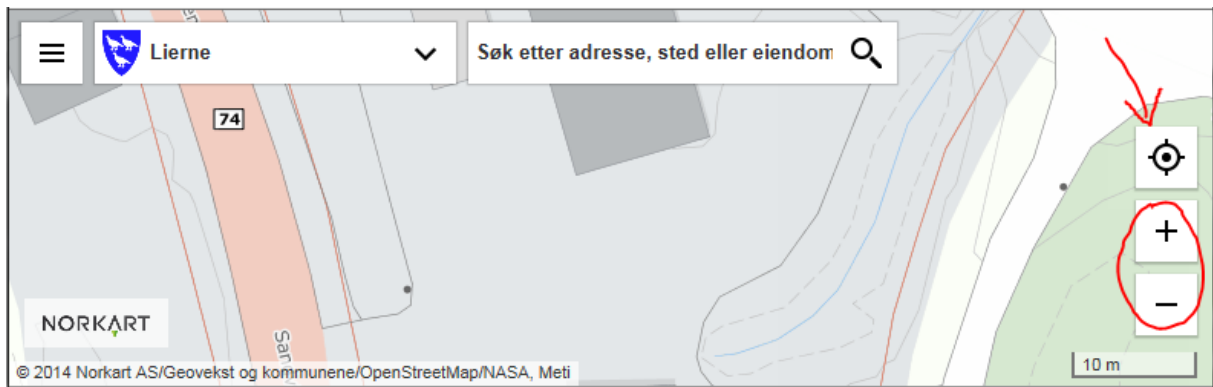 Lierne
Søk etter adresse, sted eller eiendom
74
NORKART
© 2014 Norkart AS/Geovekst og kommunene/OpenStreetMap/NASA, Meti
10 m